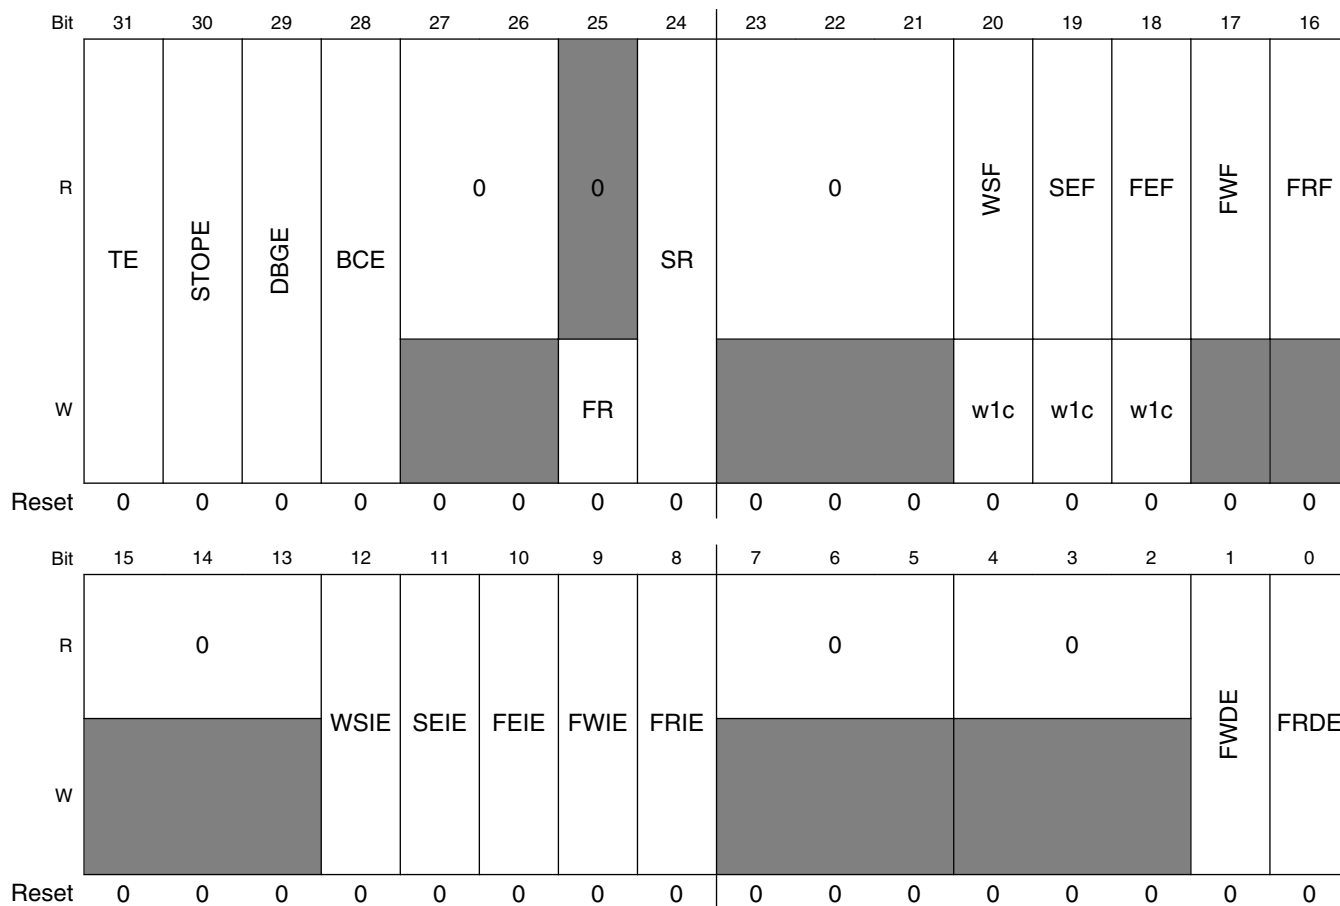 Bit 31 30 29 28 27 26 25 24 23 22 21 20 19 18 17 16
R TE STOPE DBGE BCE 0 0 SR 0 WSF SEF FEF FWF FRF
W FR w1c w1c w1c
Reset 0 0 0 0 0 0 0 0 0 0 0 0 0 0 0 0
Bit 15 14 13 12 11 10 9 8 7 6 5 4 3 2 1 0
R 0 0 0
WSIE SEIE FEIE FWIE FRIE FWDE FRDE
W
Reset 0 0 0 0 0 0 0 0 0 0 0 0 0 0 0 0